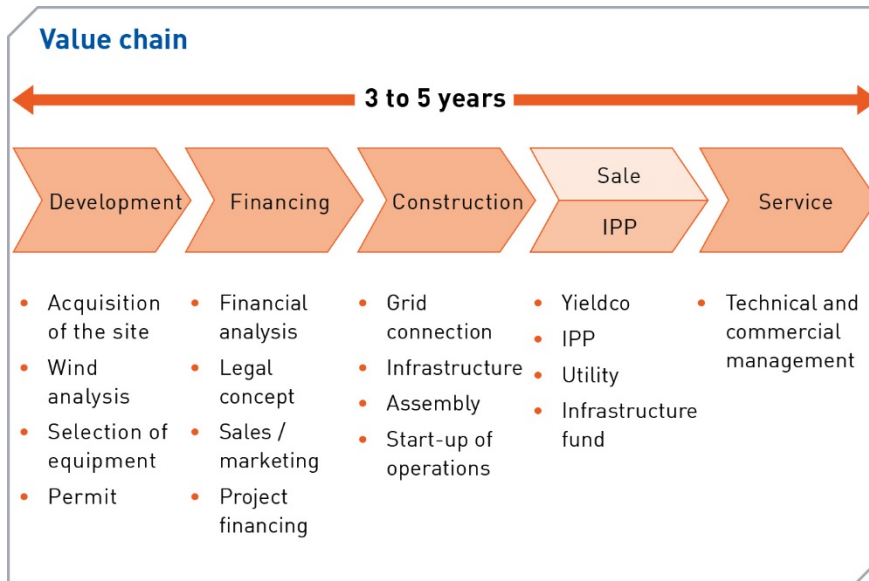 Value chain
3 to 5 years
Development
Financing
Construction
Sale
IPP
Service
• Acquisition
of the site
• Wind
analysis
• Selection of
equipment
• Permit
• Financial
analysis
• Legal
concept
• Sales /
marketing
• Project
financing
• Grid
connection
• Infrastructure
• Assembly
• Start-up of
operations
• Yieldco
• IPP
• Utility
• Infrastructure
fund
• Technical and
commercial
management